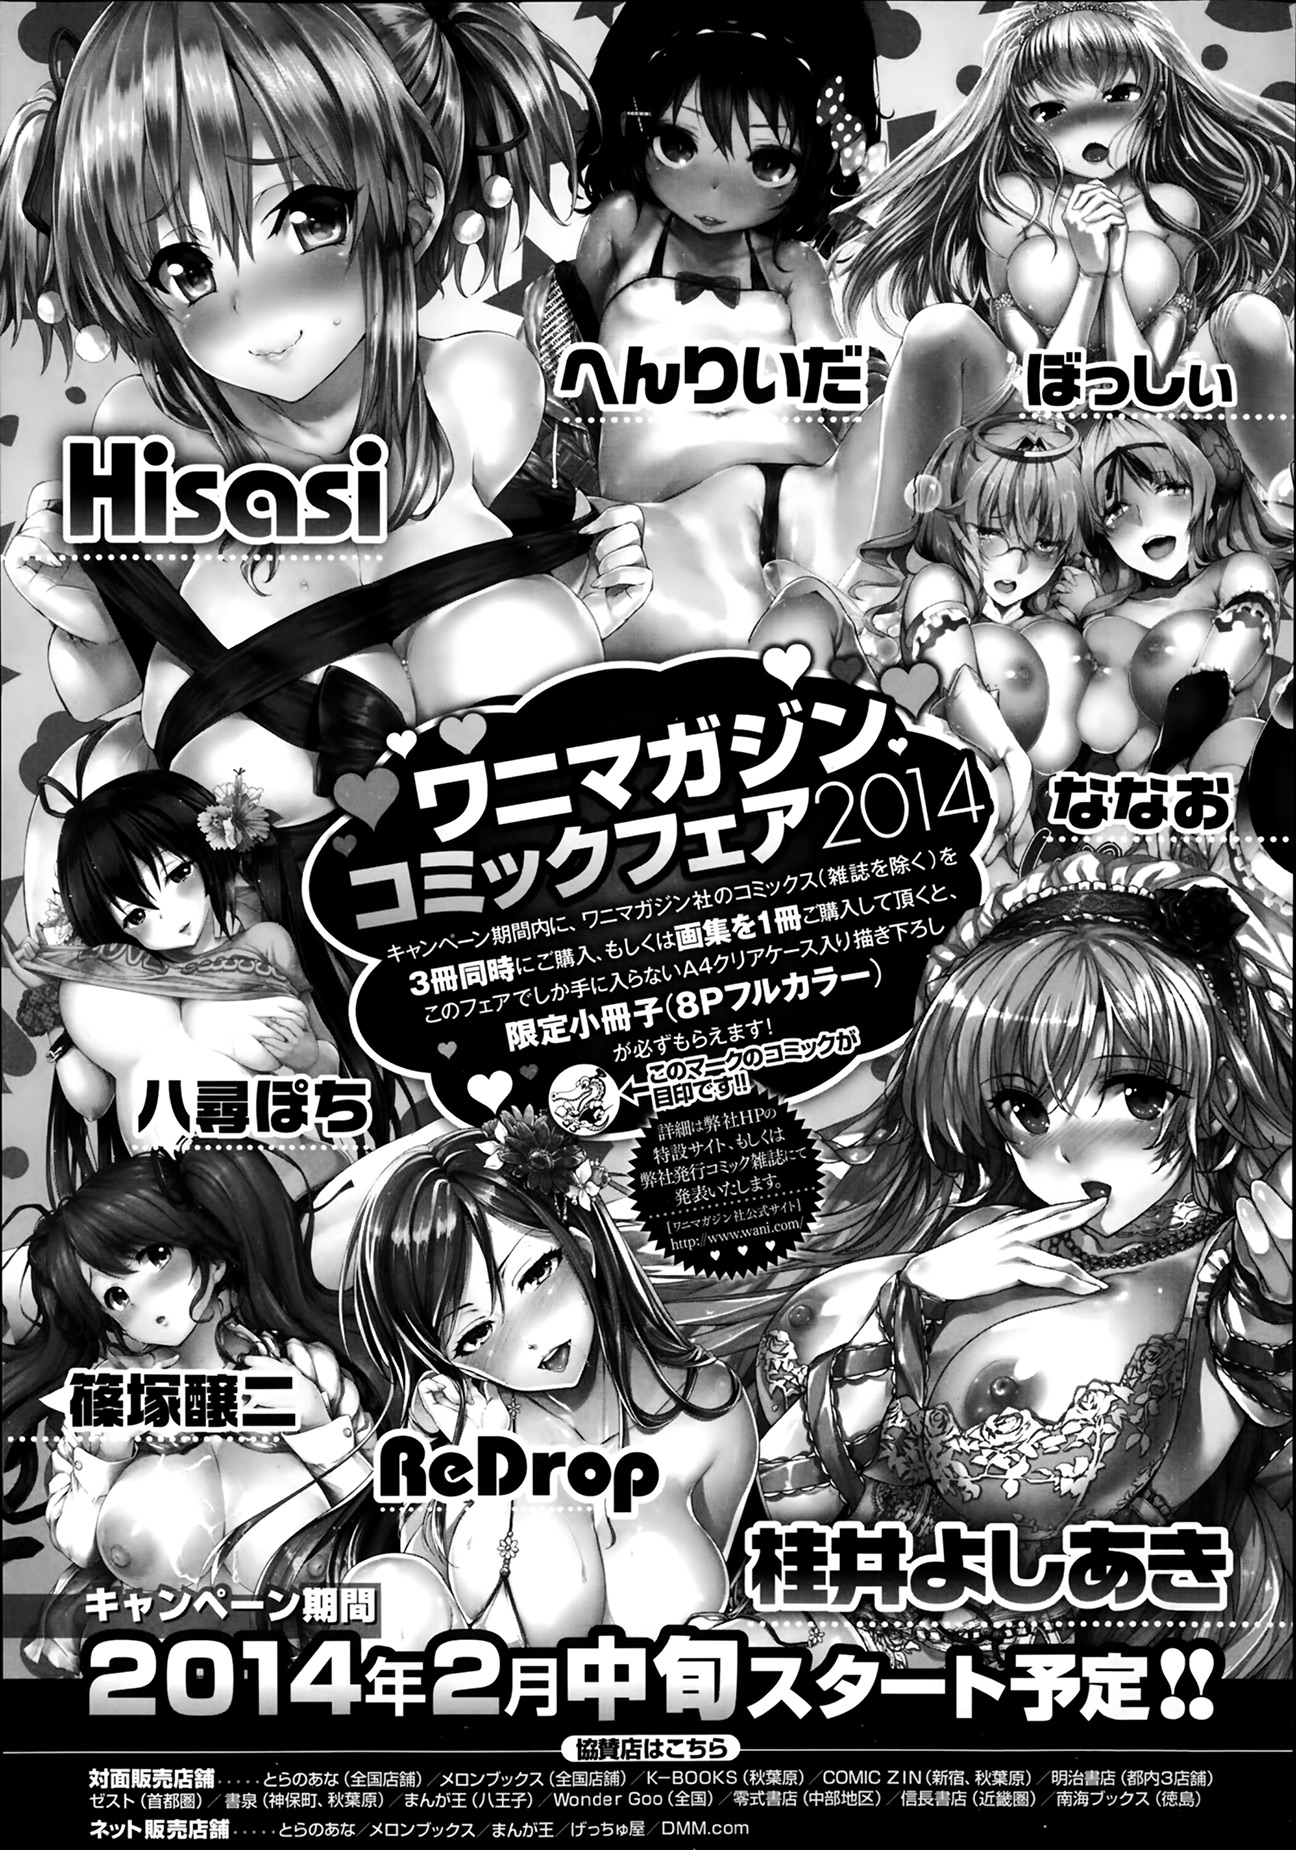 Hisasi
へんりいだ
ぼっしぃ
ななお
ワニマガジン
コミックフェア2014
キャンペーン期間内に、ワニマガジン社のコミックス(雑誌を除く)を
3冊同時にご購入、もしくは画集を1冊ご購入して頂くと、
このフェアでしか手に入らないA4クリアケース入り描き下ろし
限定小冊子(8Pフルカラー)
が必ずもらえます!
←このマークのコミックが
目印です!!
詳細は弊社HPの
特設サイト、もしくは
弊社発行コミック雑誌にて
発表いたします。
[ワニマガジン社公式サイト]
http://www.wani.com/
八尋ぽち
篠塚醸二
ReDrop
桂井よしあき
キャンペーン期間
2014年2月中旬スタート予定!!
協賛店はこちら
対面販売店舗‥‥‥とらのあな(全国店舗)/メロンブックス(全国店舗)/K-BOOKS(秋葉原)/COMIC ZIN(新宿、秋葉原)/明治書店(都内3店舗)
ゼスト(首都圏)/書泉(神保町、秋葉原)/まんが王(八王子)/Wonder Goo(全国)/零式書店(中部地区)/信長書店(近畿圏)/南海ブックス(徳島)
ネット販売店舗‥‥‥とらのあな/メロンブックス/まんが王/げっちゅ屋/DMM.com